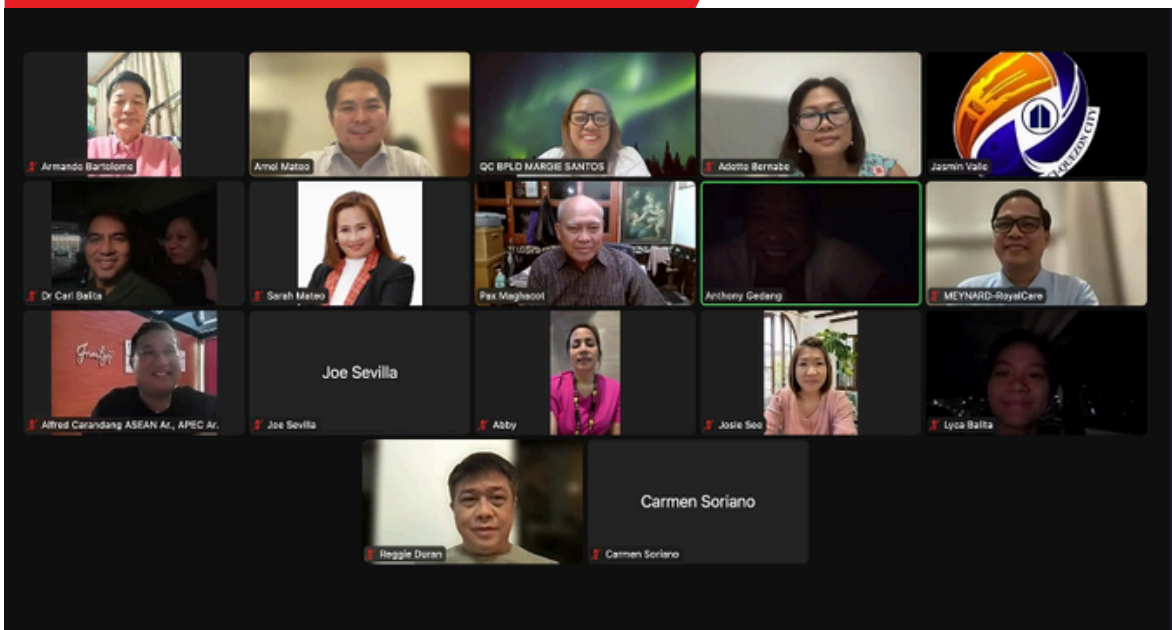 Armando Bartolome
Arnel Mateo
QC BPLD MARGIE SANTOS
Adette Bernabe
QUEZON CITY
Jasmin Valle
Dr Carl Balita
Sarah Mateo
Pax Maghacot
Anthony Gedang
MEYNARD-RoyalCare
Family
Alfred Carandang ASEAN Ar., APEC Ar.
Joe Sevilla
Joe Sevilla
Abby
Josie See
Lyca Balita
Reggie Duran
Carmen Soriano
Carmen Soriano